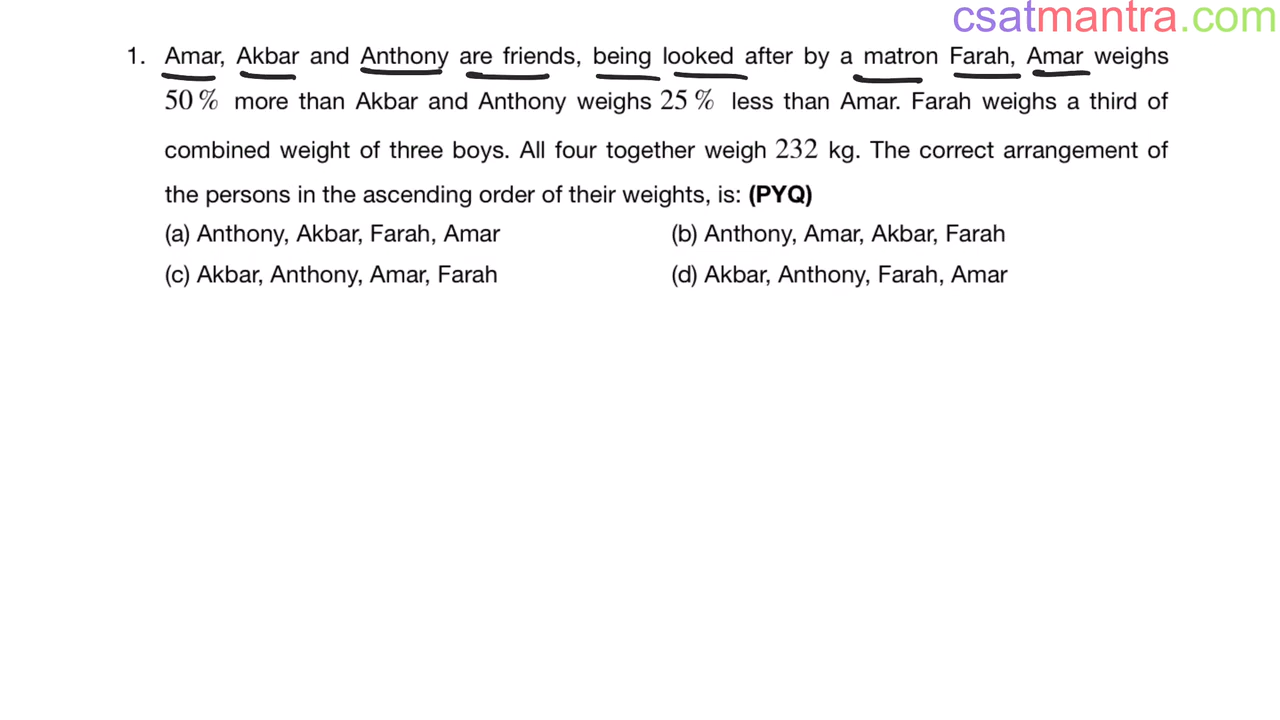 csatmantra.com
1. Amar, Akbar and Anthony are friends, being looked after by a matron Farah, Amar weighs
50 % more than Akbar and Anthony weighs 25 % less than Amar. Farah weighs a third of
combined weight of three boys. All four together weigh 232 kg. The correct arrangement of
the persons in the ascending order of their weights, is: (PYQ)
(a) Anthony, Akbar, Farah, Amar (b) Anthony, Amar, Akbar, Farah
(c) Akbar, Anthony, Amar, Farah (d) Akbar, Anthony, Farah, Amar